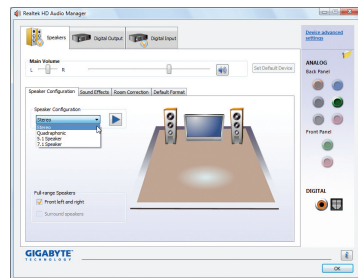 Realtek HD Audio Manager
Speakers
Digital Output
Digital Input
Device advanced settings
Main Volume
L
R
Set Default Device
ANALOG
Back Panel
Speaker Configuration
Sound Effects
Room Correction
Default Format
Speaker Configuration
Stereo
Stereo
Quadraphonic
5.1 Speaker
7.1 Speaker
Front Panel
Full-range Speakers
Front left and right
Surround speakers
DIGITAL
GIGABYTE
TECHNOLOGY
i
OK